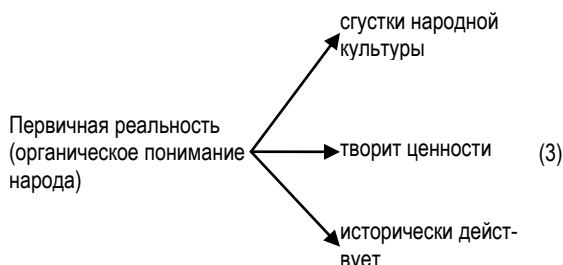 сгустки народной
культуры
Первичная реальность
(органическое понимание
народа)
творит ценности (3)
исторически дейст-
вует